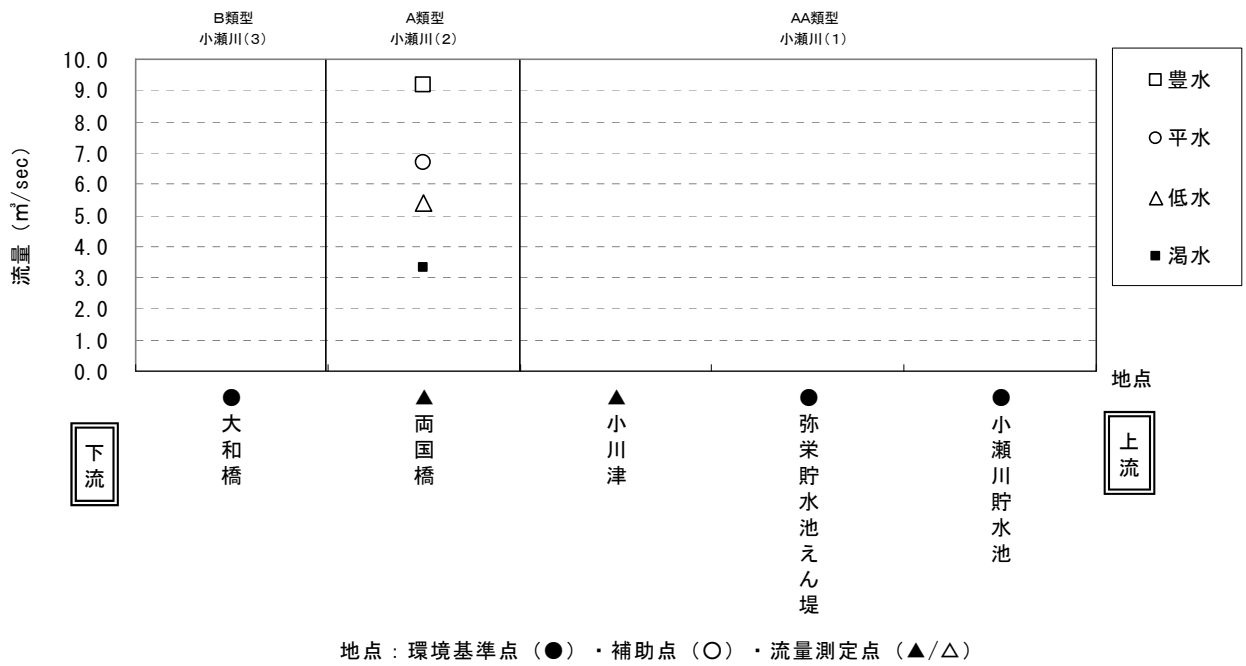 B類型
小瀬川（3）
A類型
小瀬川（2）
AA類型
小瀬川（1）
流量（㎥/sec）
10.0
9.0
8.0
7.0
6.0
5.0
4.0
3.0
2.0
1.0
0.0
□豊水
○平水
△低水
■渇水
地点
下流
●
大和橋
▲
両国橋
▲
小川津
●
弥栄貯水池えん堤
●
小瀬川貯水池
上流
地点：環境基準点（●）・補助点（○）・流量測定点（▲/△）